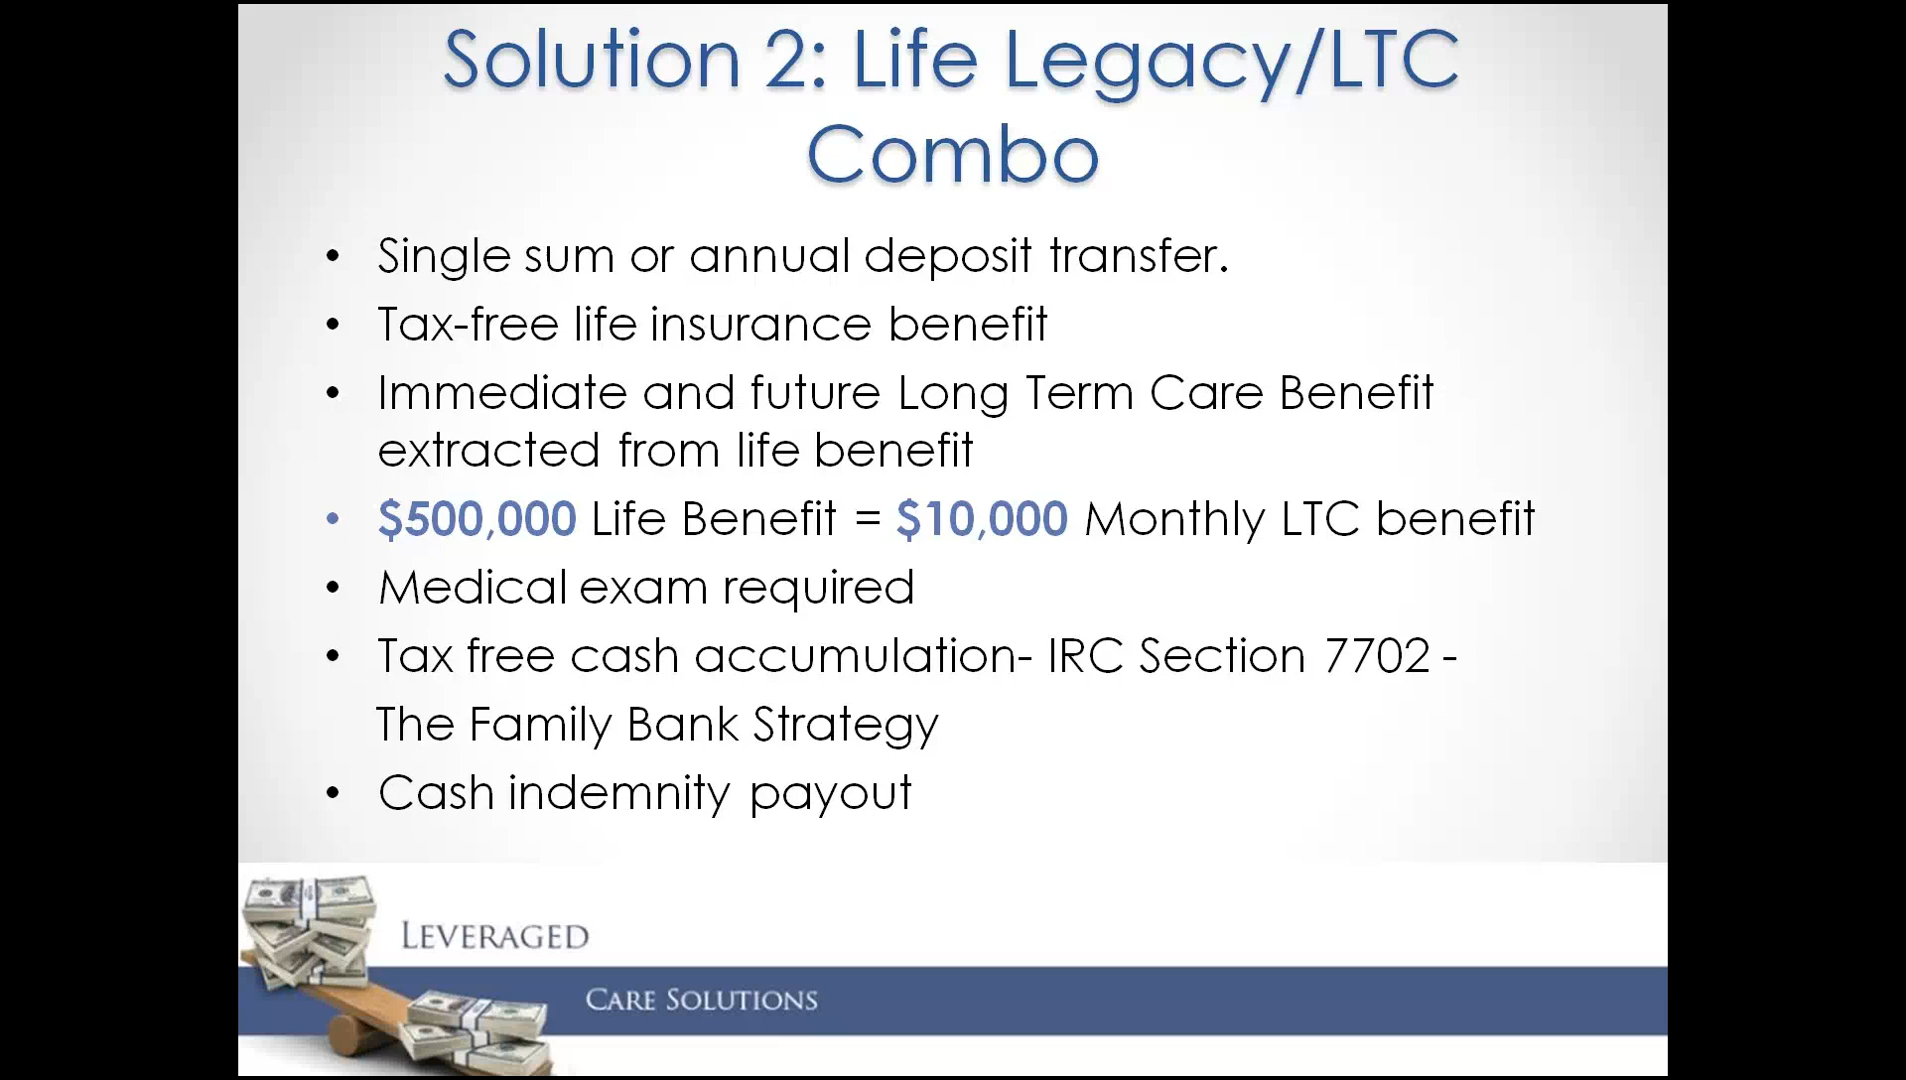 Solution 2: Life Legacy/LTC
Combo
• Single sum or annual deposit transfer.
• Tax-free life insurance benefit
• Immediate and future Long Term Care Benefit
extracted from life benefit
• $500,000 Life Benefit = $10,000 Monthly LTC benefit
• Medical exam required
• Tax free cash accumulation- IRC Section 7702 -
The Family Bank Strategy
• Cash indemnity payout
LEVERAGED
CARE SOLUTIONS